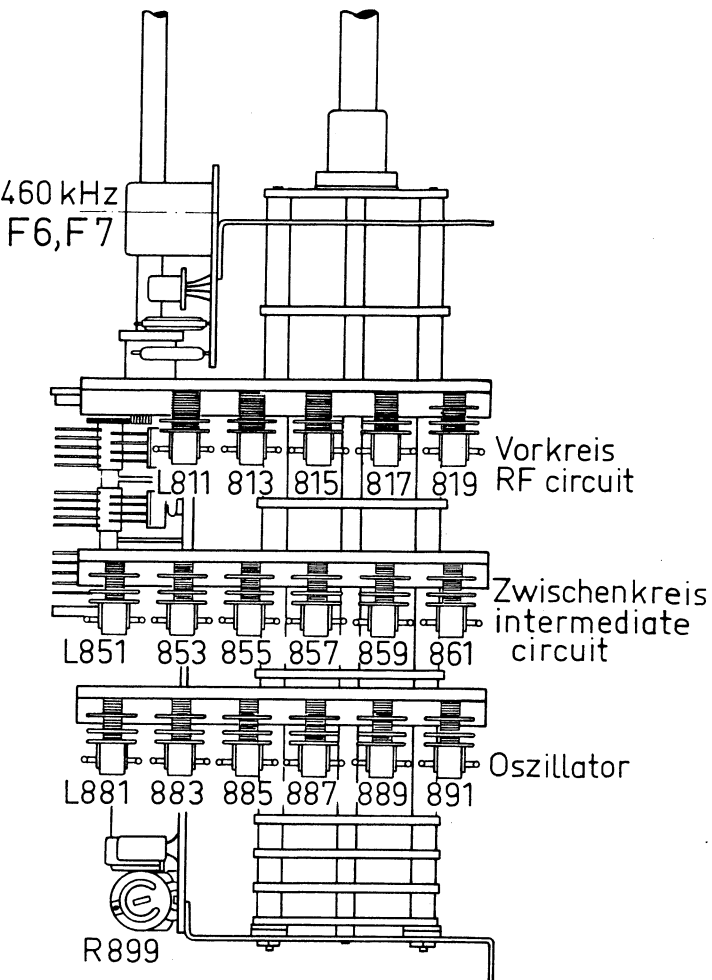 460 kHz
F6,F7
L811 813 815 817 819
Vorkreis
RF circuit
L851 853 855 857 859 861
Zwischenkreis
intermediate
circuit
L881 883 885 887 889 891
Oszillator
R899